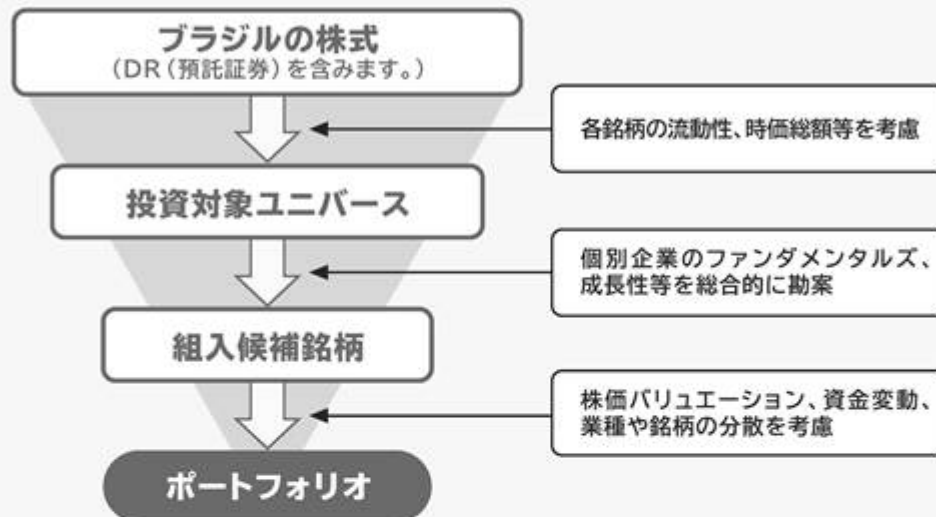 ブラジルの株式
(DR(預託証券)を含みます。)
各銘柄の流動性、時価総額等を考慮
投資対象ユニバース
個別企業のファンダメンタルズ、
成長性等を総合的に勘案
組入候補銘柄
株価バリュエーション、資金変動、
業種や銘柄の分散を考慮
ポートフォリオ